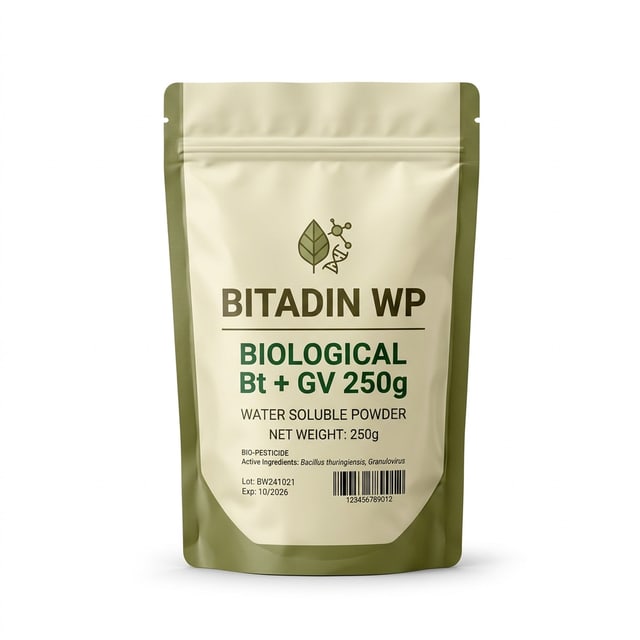 BITADIN WP
BIOLOGICAL
Bt + GV 250g
WATER SOLUBLE POWDER
NET WEIGHT: 250g
BIO-PESTICIDE
Active Ingredients: Bacillus thuringiensis, Granulovirus
Lot: BW241021
Exp: 10/2026
123456789012